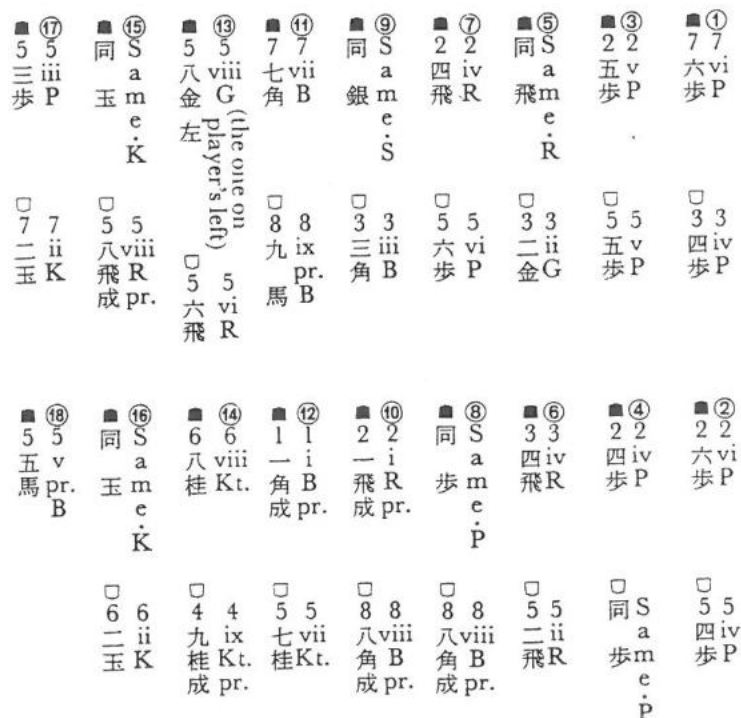 ① 7 vi P 3 iv P
☗7六歩 ☖3四歩
② 2 vi P 5 iv P
☗2六歩 ☖5四歩
③ 2 v P 5 v P
☗2五歩 ☖5五歩
④ 2 iv P Same·P
☗2四歩 ☖同歩
⑤ Same·R 3 ii G
☗同飛 ☖3二金
⑥ 3 iv R 5 ii R
☗3四飛 ☖5二飛
⑦ 2 iv R 5 vi P
☗2四飛 ☖5六歩
⑧ Same·P 8 viii B pr.
☗同歩 ☖8八角成
⑨ Same·S 3 iii B
☗同銀 ☖3三角
⑩ 2 i R pr. 8 viii B pr.
☗2一飛成 ☖8八角成
⑪ 7 vii B 8 ix pr. B
☗7七角 ☖8九馬
⑫ 1 i B pr. 5 vii Kt.
☗1一角成 ☖5七桂
⑬ 5 viii G (the one on player's left) 5 vi R
☗5八金左 ☖5六飛
⑭ 6 viii Kt. 4 ix Kt. pr.
☗6八桂 ☖4九桂成
⑮ Same·K 5 viii R pr.
☗同玉 ☖5八飛成
⑯ Same·K 6 ii K
☗同玉 ☖6二玉
⑰ 5 iii P 7 ii K
☗5三歩 ☖7二玉
⑱ 5 v pr. B
☗5五馬